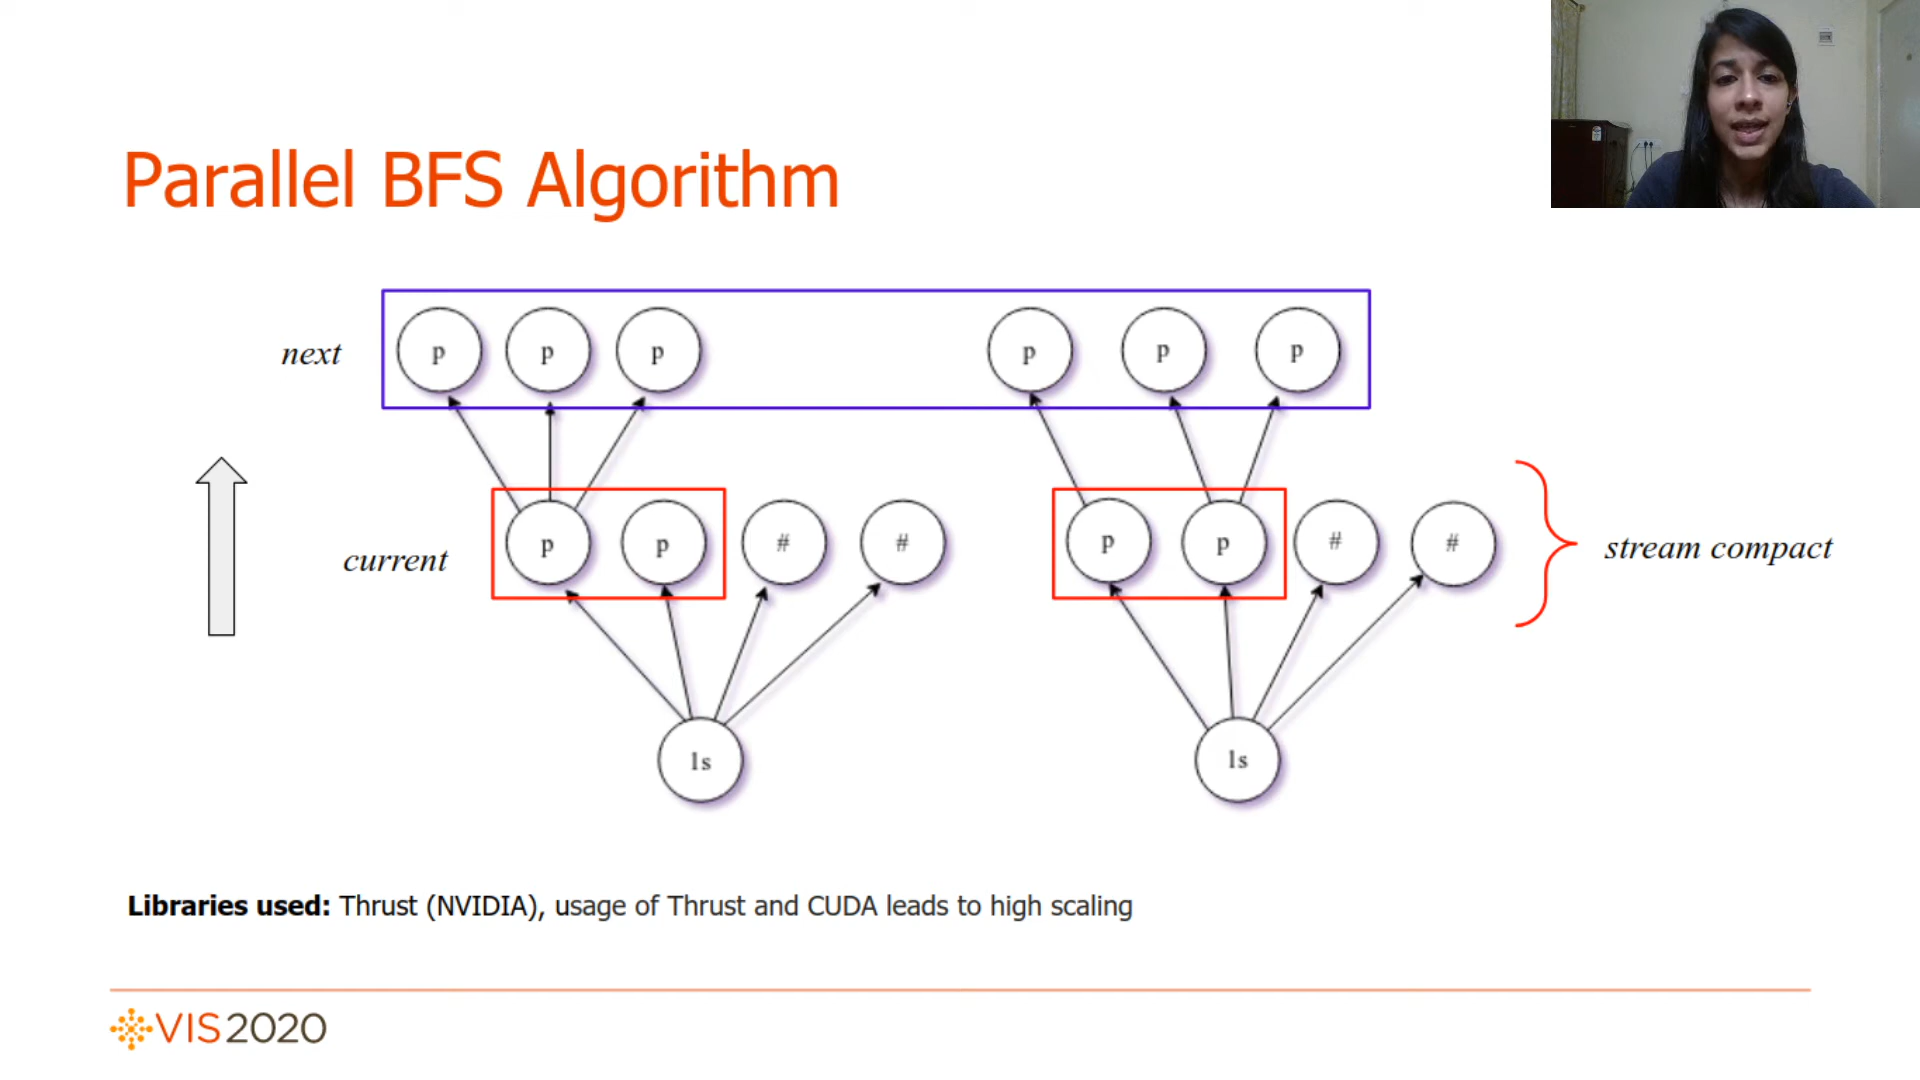 Parallel BFS Algorithm
next
p p p p p p
current
p p # # p p # #
stream compact
ls ls
Libraries used: Thrust (NVIDIA), usage of Thrust and CUDA leads to high scaling
VIS2020